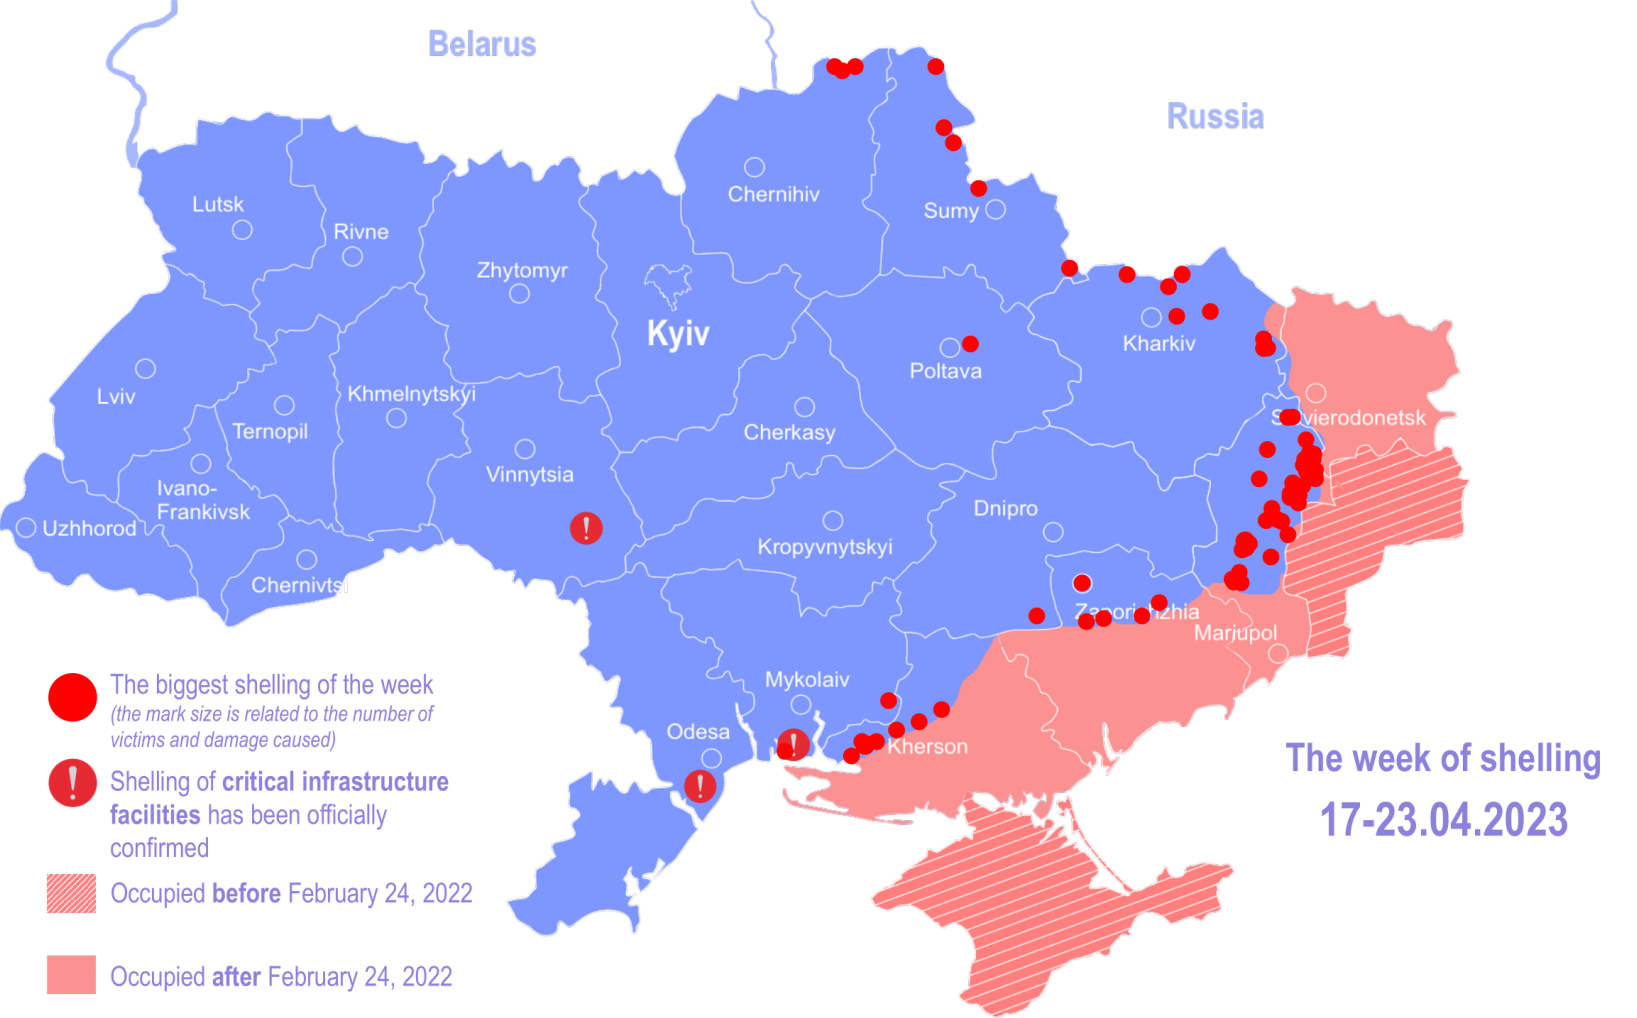 Belarus
Russia
Chernihiv
Lutsk
Sumy
Rivne
Zhytomyr
Kyiv
Kharkiv
Poltava
Lviv
Khmelnytskyi
Sievierodonetsk
Ternopil
Cherkasy
Vinnytsia
Ivano-
Frankivsk
Dnipro
Uzhhorod
Kropyvnytskyi
Chernivtsi
Zaporizhzhia
Mariupol
Mykolaiv
Odesa
Kherson
The biggest shelling of the week
(the mark size is related to the number of
victims and damage caused)
!
Shelling of critical infrastructure
facilities has been officially
confirmed
Occupied before February 24, 2022
Occupied after February 24, 2022
The week of shelling
17-23.04.2023